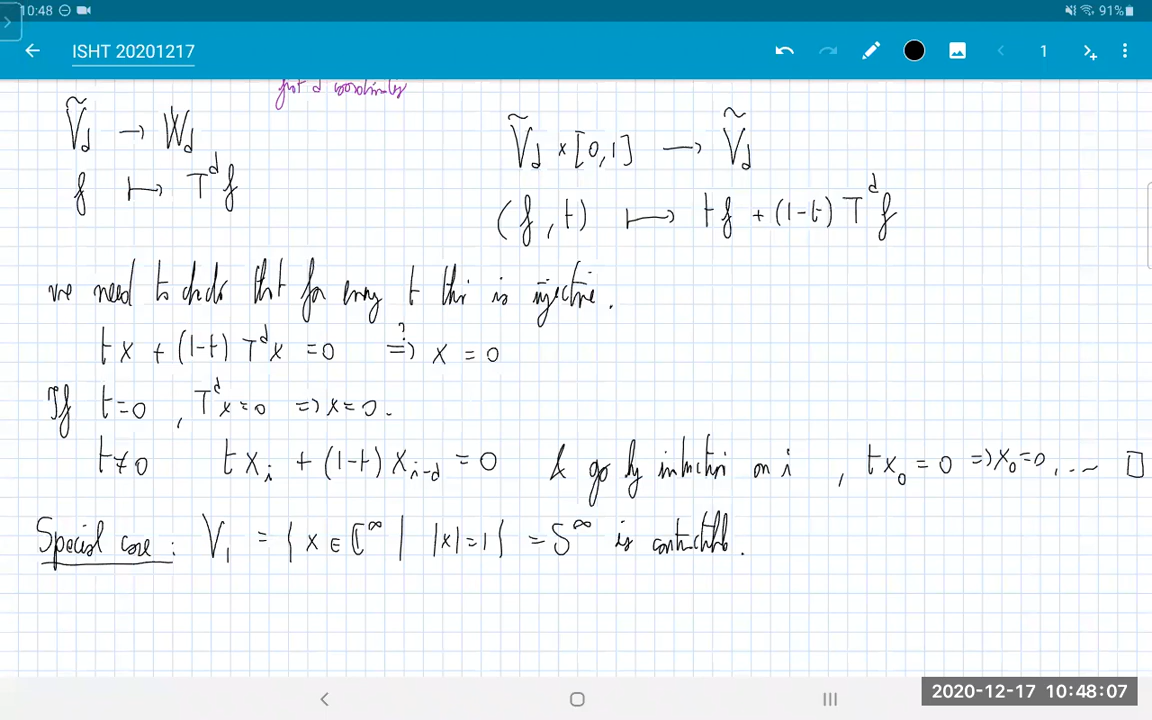 10:48
91%
ISHT 20201217
1
first d coordinates
Ṽ_d → W_d
f ↦ T^d f
Ṽ_d × [0,1] → Ṽ_d
(f, t) ↦ tf + (1-t) T^d f
we need to check that for every t this is injective.
tx + (1-t) T^d x = 0 ⇒? x = 0
If t=0, T^d x=0 ⇒ x=0.
t≠0 tx_i + (1-t) x_{i-d} = 0 & go by induction on i, tx_0 = 0 ⇒ x_0=0, ... □
Special case: V_1 = { x ∈ ℂ^∞ | |x|=1 } = S^∞ is contractible.
2020-12-17 10:48:07